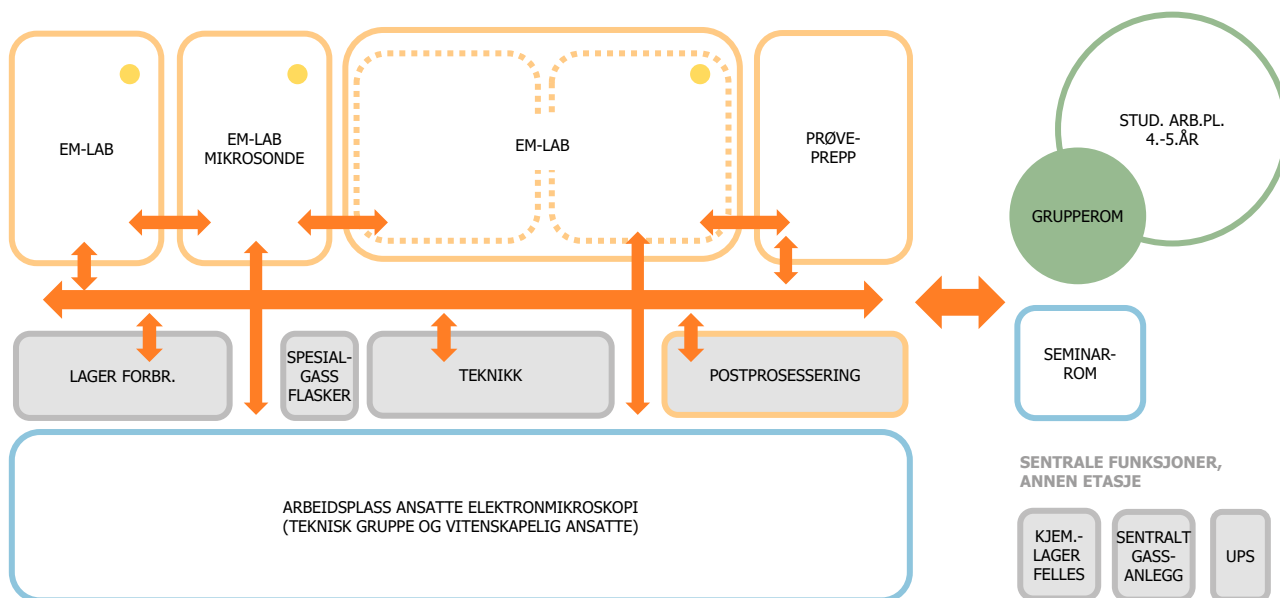 EM-LAB
EM-LAB
MIKROSONDE
EM-LAB
PRØVE-
PREPP
STUD. ARB.PL.
4.-5.ÅR
GRUPPEROM
LAGER FORBR.
SPESIAL-
GASS
FLASKER
TEKNIKK
POSTPROSESSERING
SEMINAR-
ROM
ARBEIDSPLASS ANSATTE ELEKTRONMIKROSKOPI
(TEKNISK GRUPPE OG VITENSKAPELIG ANSATTE)
SENTRALE FUNKSJONER,
ANNEN ETASJE
KJEM.-
LAGER
FELLES
SENTRALT
GASS-
ANLEGG
UPS